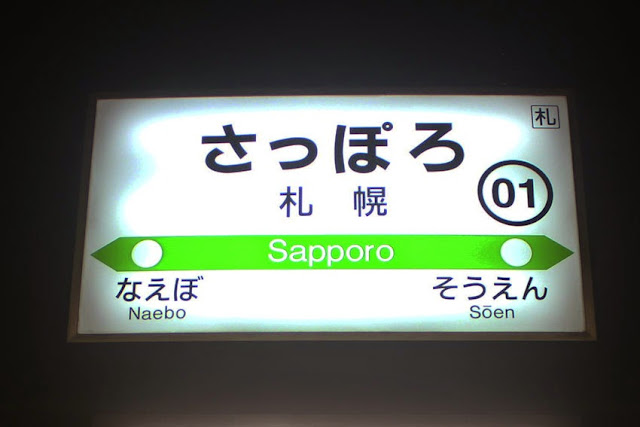 札
さっぽろ
札幌
01
Sapporo
なえぼ
Naebo
そうえん
Sōen